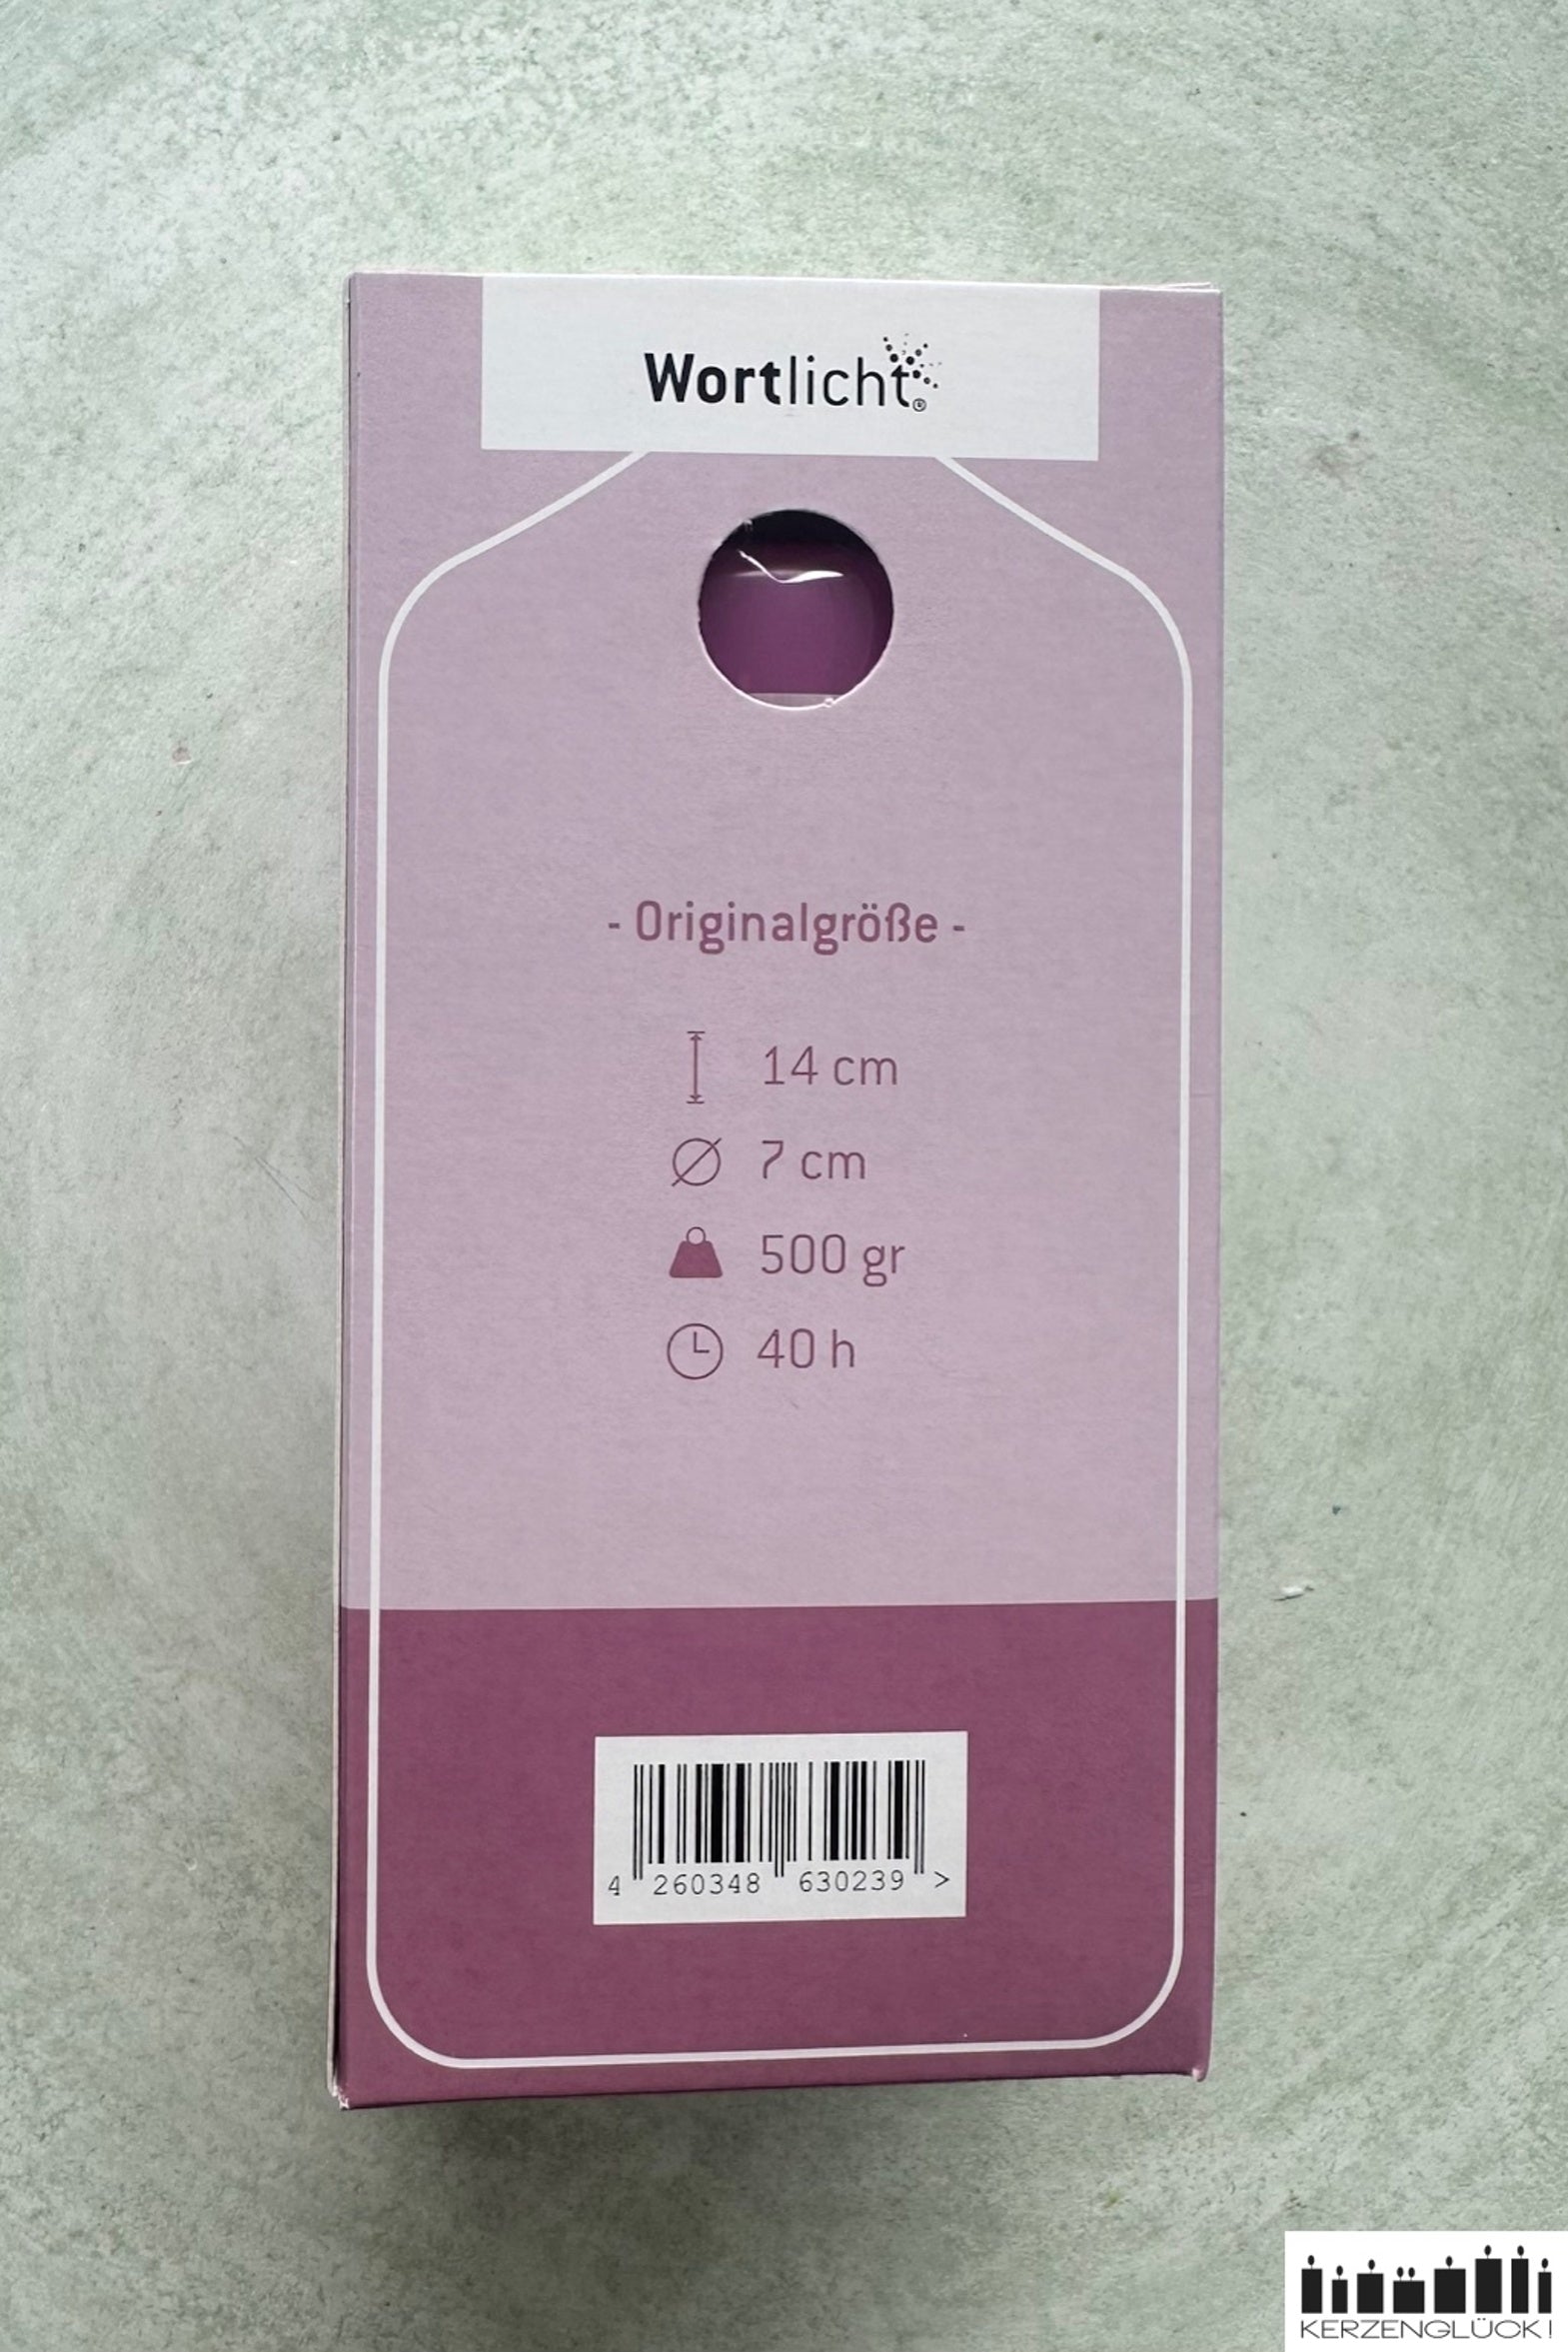 Wortlicht®
- Originalgröße -
14 cm
7 cm
500 gr
40 h
4 260348 630239 >
KERZENGLÜCK!